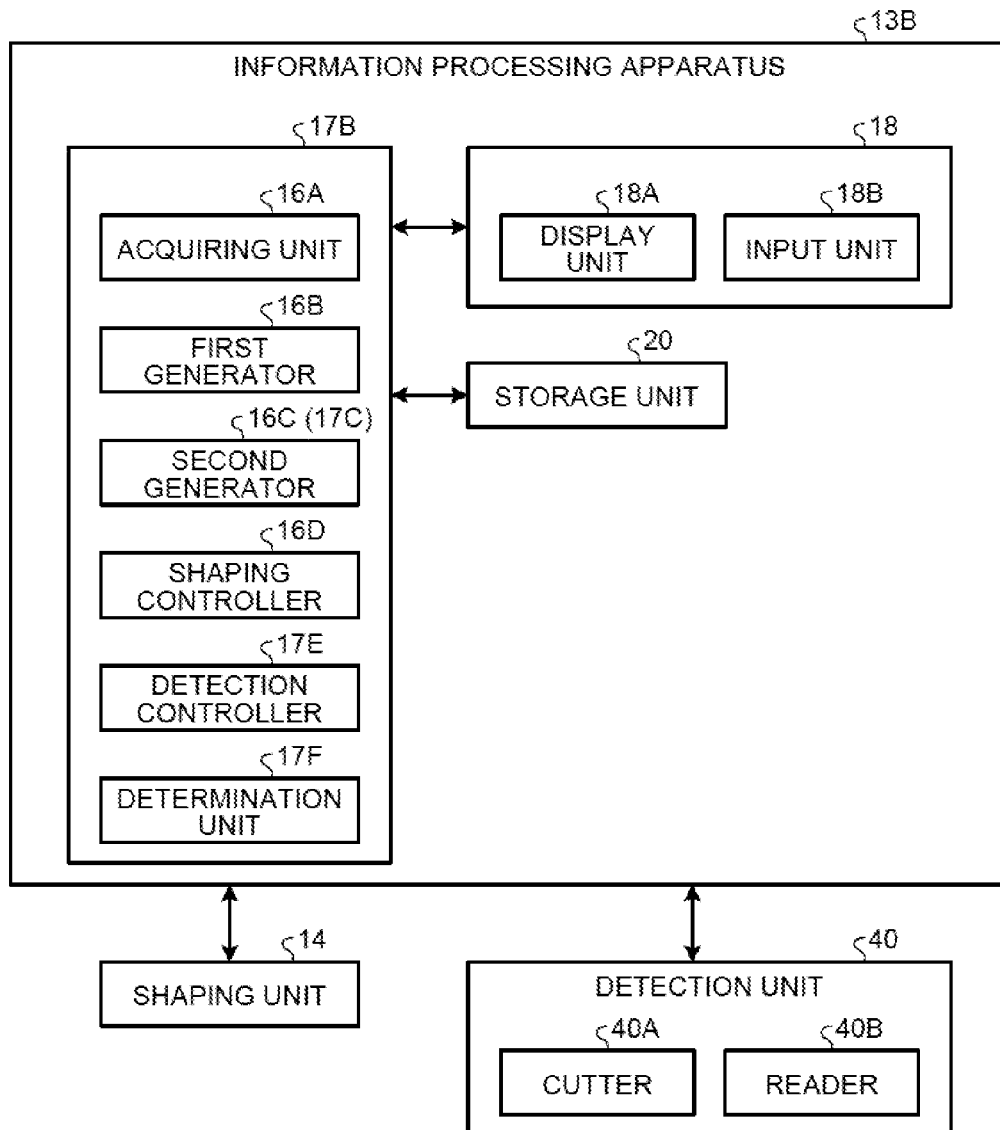 13B
INFORMATION PROCESSING APPARATUS
17B
18
16A
ACQUIRING UNIT
18A
DISPLAY
UNIT
18B
INPUT UNIT
16B
FIRST
GENERATOR
20
STORAGE UNIT
16C (17C)
SECOND
GENERATOR
16D
SHAPING
CONTROLLER
17E
DETECTION
CONTROLLER
17F
DETERMINATION
UNIT
14
SHAPING UNIT
40
DETECTION UNIT
40A
CUTTER
40B
READER